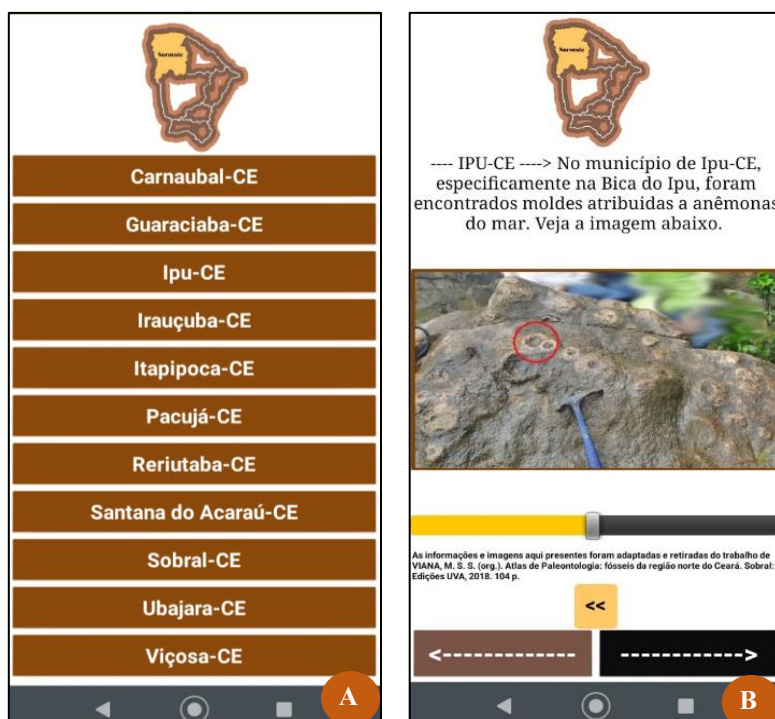 Noroeste
Carnaubal-CE
Guaraciaba-CE
Ipu-CE
Irauçuba-CE
Itapipoca-CE
Pacujá-CE
Reriutaba-CE
Santana do Acaraú-CE
Sobral-CE
Ubajara-CE
Viçosa-CE
A
Noroeste
---- IPU-CE ----> No município de Ipu-CE,
especificamente na Bica do Ipu, foram
encontrados moldes atribuidas a anêmonas
do mar. Veja a imagem abaixo.
As informações e imagens aqui presentes foram adaptadas e retiradas do trabalho de
VIANA, M. S. S. (org.). Atlas de Paleontologia: fósseis da região norte do Ceará. Sobral:
Edições UVA, 2018. 104 p.
<<
<-------------
------------>
B